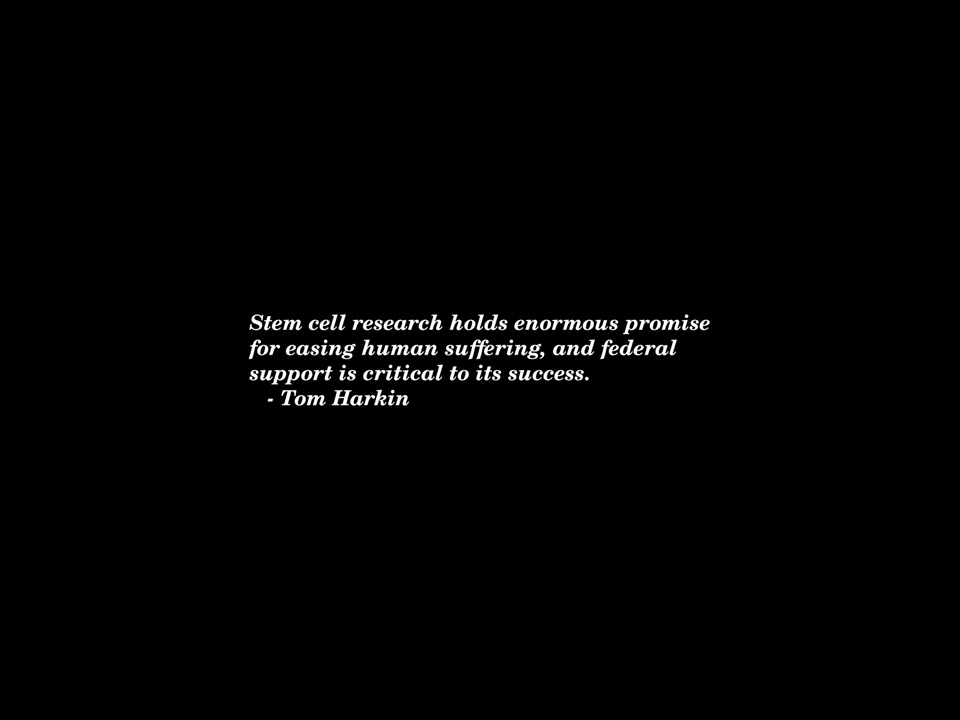 Stem cell research holds enormous promise
for easing human suffering, and federal
support is critical to its success.
- Tom Harkin